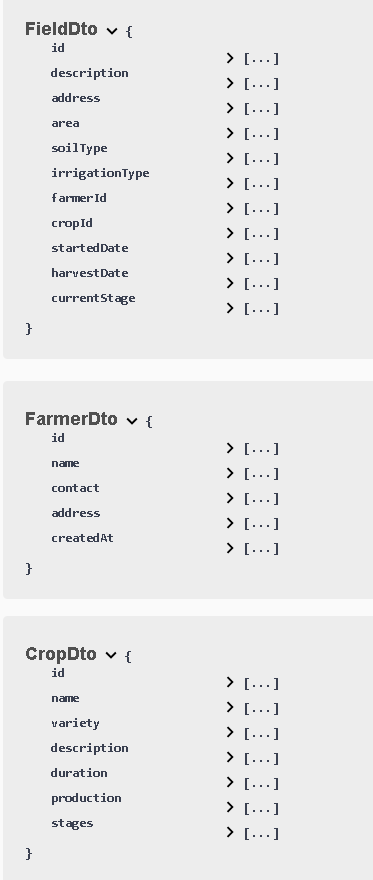 FieldDto {
id > [...]
description > [...]
address > [...]
area > [...]
soilType > [...]
irrigationType > [...]
farmerId > [...]
cropId > [...]
startedDate > [...]
harvestDate > [...]
currentStage > [...]
}
FarmerDto {
id > [...]
name > [...]
contact > [...]
address > [...]
createdAt > [...]
}
CropDto {
id > [...]
name > [...]
variety > [...]
description > [...]
duration > [...]
production > [...]
stages > [...]
}